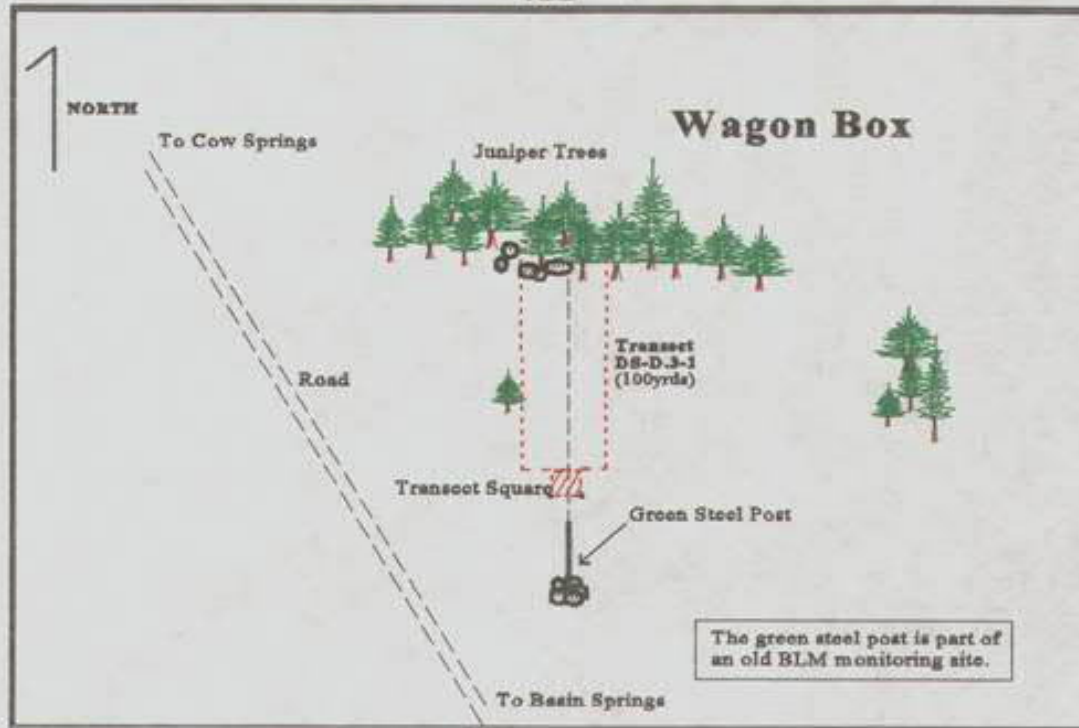 NORTH
Wagon Box
To Cow Springs
Juniper Trees
Transect
DS-D.3-1
(100yrds)
Road
Transect Square
Green Steel Post
The green steel post is part of
an old BLM monitoring site.
To Basin Springs